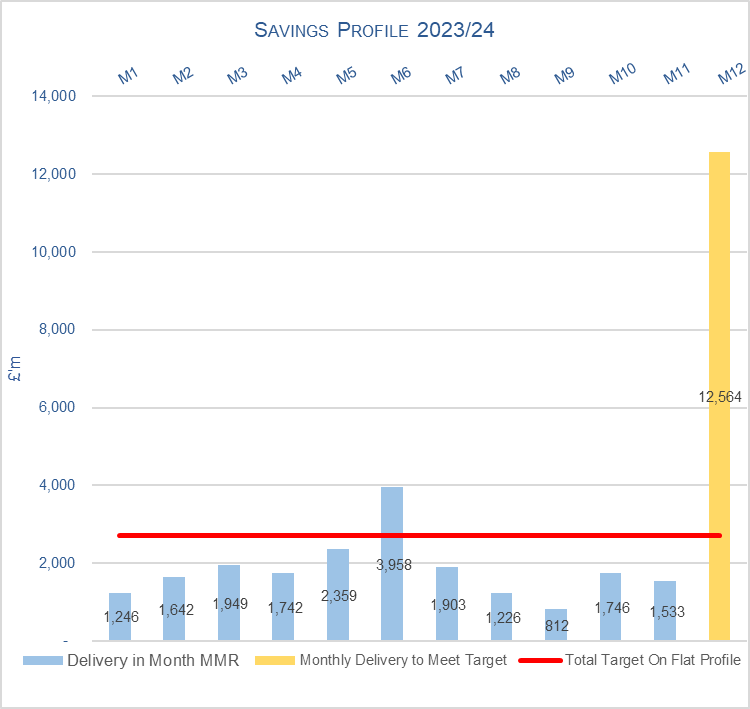 SAVINGS PROFILE 2023/24
M1 M2 M3 M4 M5 M6 M7 M8 M9 M10 M11 M12
14,000
12,000
10,000
8,000
£'m
6,000
12,564
4,000
2,000
1,246 1,642 1,949 1,742 2,359 3,958 1,903 1,226 812 1,746 1,533
-
Delivery in Month MMR Monthly Delivery to Meet Target Total Target On Flat Profile